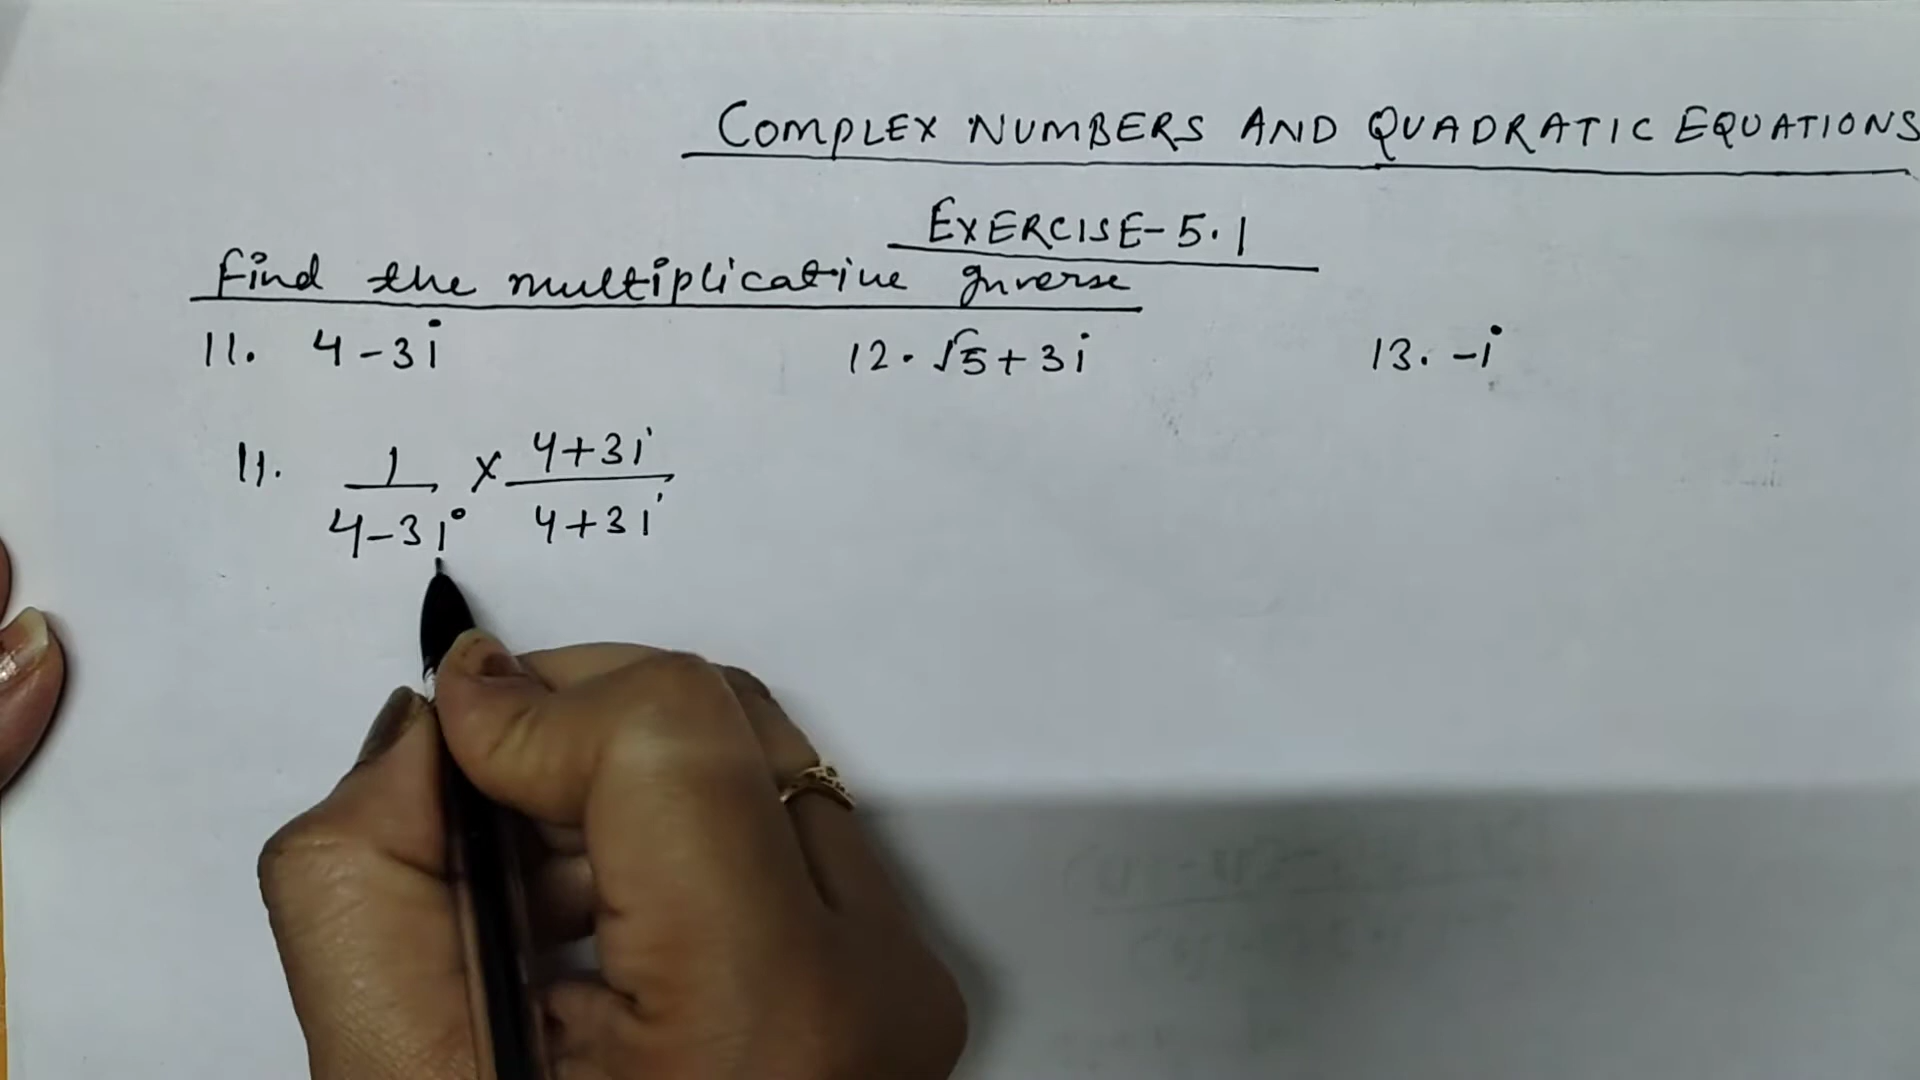 COMPLEX NUMBERS AND QUADRATIC EQUATIONS
EXERCISE-5.1
Find the multiplicative Inverse
11. 4-3i 12. √5+3i 13. -i
11. 1/4-3i × 4+3i/4+3i